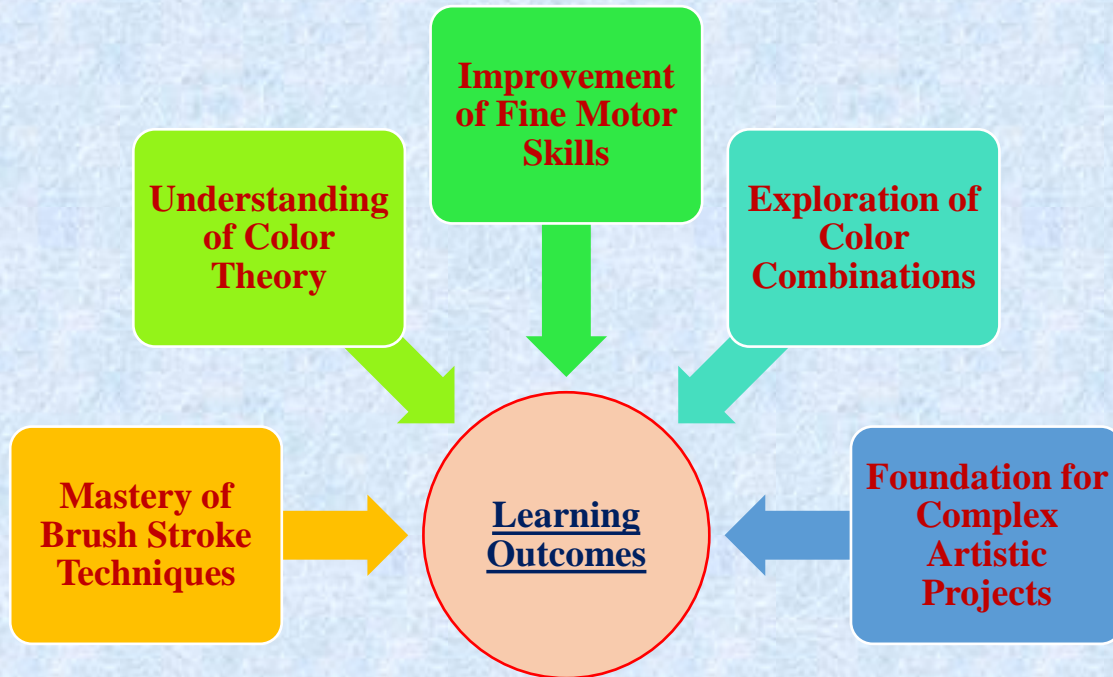 Improvement
of Fine Motor
Skills
Understanding
of Color
Theory
Exploration of
Color
Combinations
Mastery of
Brush Stroke
Techniques
Learning
Outcomes
Foundation for
Complex
Artistic
Projects